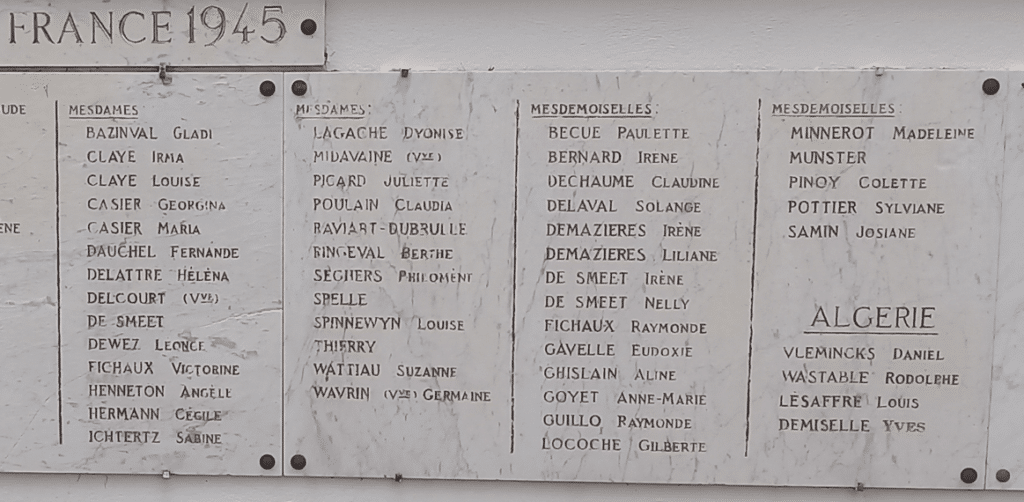 FRANCE 1945
UDE
ENE
MESDAMES
BAZINVAL GLADI
CLAYE IRMA
CLAYE LOUISE
CASIER GEORGINA
CASIER MARIA
DAUCHEL FERNANDE
DELATTRE HÉLÉNA
DELCOURT (VVE)
DE SMEET
DEWEZ LEONCE
FICHAUX VICTORINE
HENNETON ANGÈLE
HERMANN CÉCILE
ICHTERTZ SABINE
MESDAMES:
LAGACHE DYONISE
MIDAVAINE (VVE)
PICARD JULIETTE
POULAIN CLAUDIA
RAVIART-DUBRULLE
RINGEVAL BERTHE
SEGHERS PHILOMÈNE
SPELLE
SPINNEWYN LOUISE
THIERRY
WATTIAU SUZANNE
WAVRIN (VVE) GERMAINE
MESDEMOISELLES:
BECUE PAULETTE
BERNARD IRENE
DECHAUME CLAUDINE
DELAVAL SOLANGE
DEMAZIERES IRÈNE
DEMAZIERES LILIANE
DE SMEET IRÈNE
DE SMEET NELLY
FICHAUX RAYMONDE
GAVELLE EUDOXIE
GHISLAIN ALINE
GOYET ANNE-MARIE
GUILLO RAYMONDE
LOCOCHE GILBERTE
MESDEMOISELLES:
MINNEROT MADELEINE
MUNSTER
PINOY COLETTE
POTTIER SYLVIANE
SAMIN JOSIANE
ALGERIE
VLEMINCKS DANIEL
WASTABLE RODOLPHE
LESAFFRE LOUIS
DEMISELLE YVES